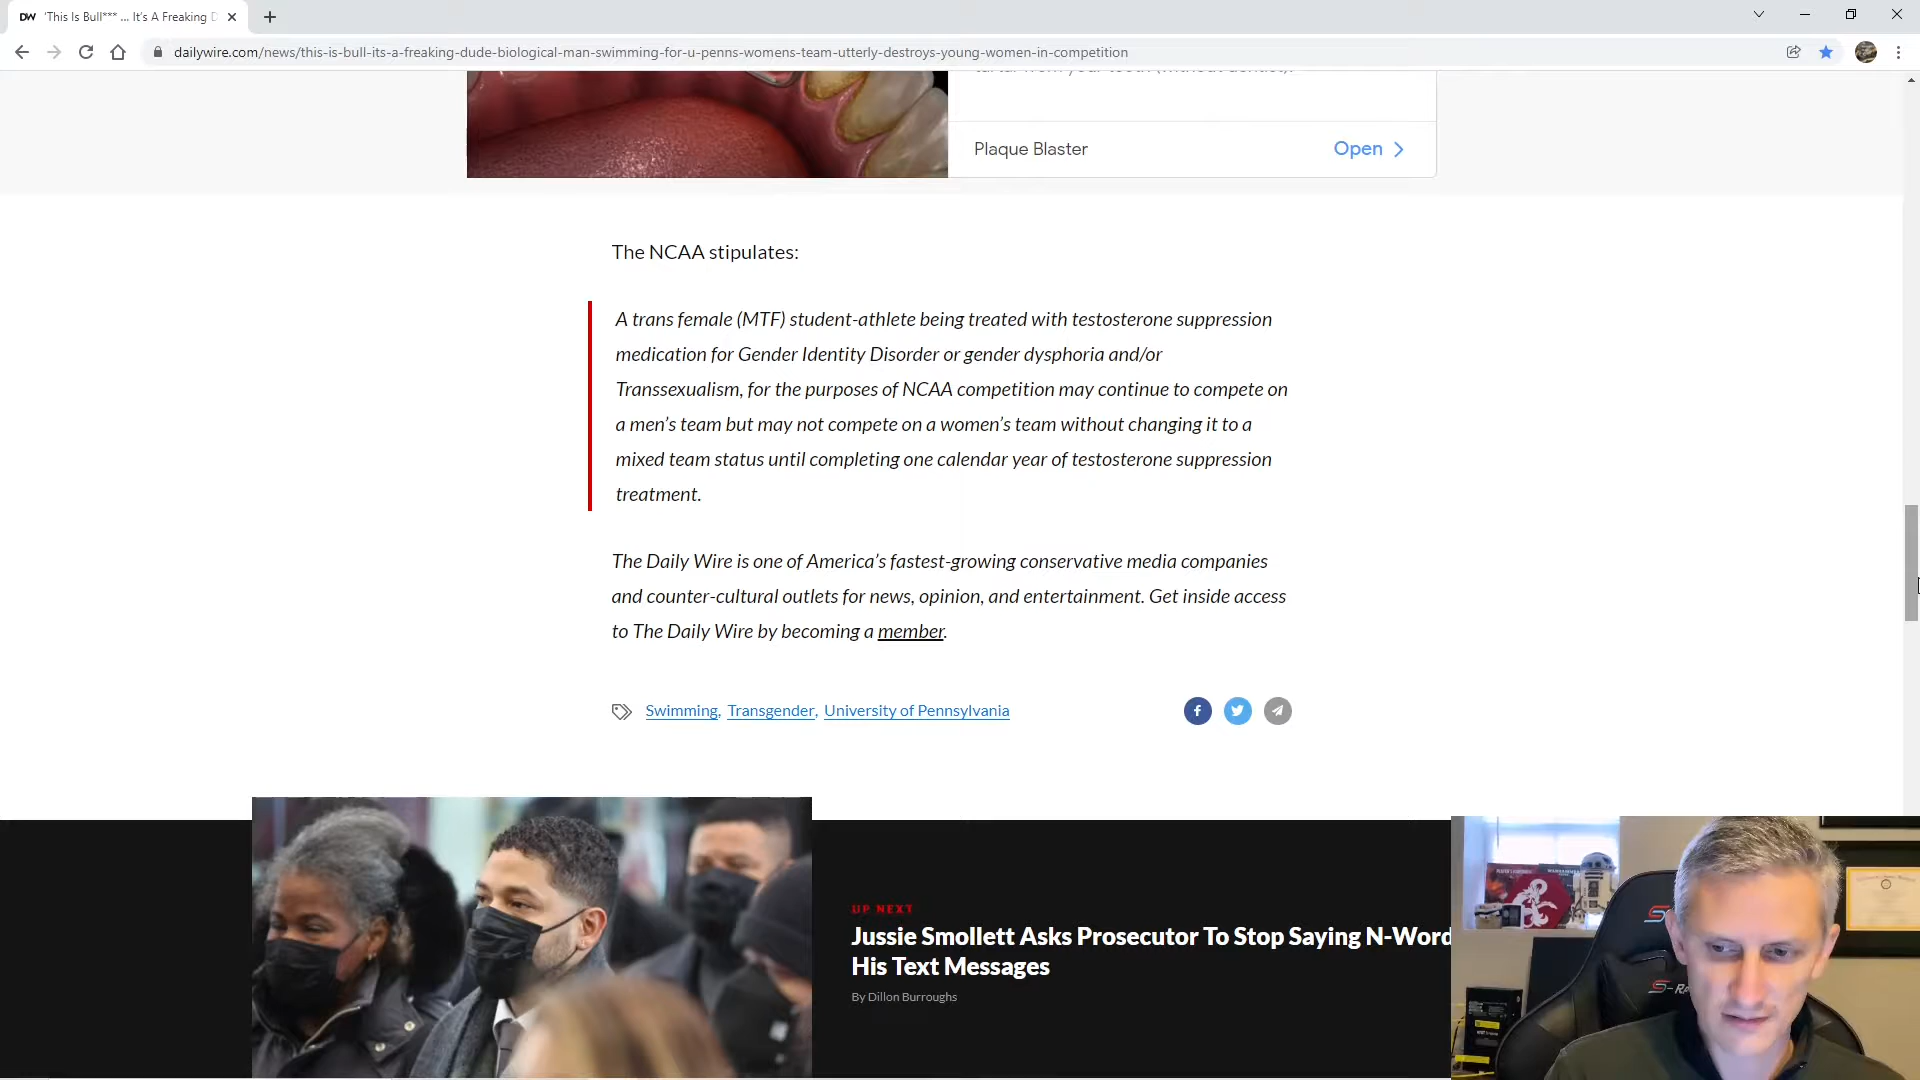 DW 'This Is Bull*** ... It's A Freaking D
dailywire.com/news/this-is-bull-its-a-freaking-dude-biological-man-swimming-for-u-penns-womens-team-utterly-destroys-young-women-in-competition
Plaque Blaster
Open
The NCAA stipulates:
A trans female (MTF) student-athlete being treated with testosterone suppression
medication for Gender Identity Disorder or gender dysphoria and/or
Transsexualism, for the purposes of NCAA competition may continue to compete on
a men's team but may not compete on a women's team without changing it to a
mixed team status until completing one calendar year of testosterone suppression
treatment.
The Daily Wire is one of America's fastest-growing conservative media companies
and counter-cultural outlets for news, opinion, and entertainment. Get inside access
to The Daily Wire by becoming a member.
Swimming, Transgender, University of Pennsylvania
UP NEXT
Jussie Smollett Asks Prosecutor To Stop Saying N-Word
His Text Messages
By Dillon Burroughs